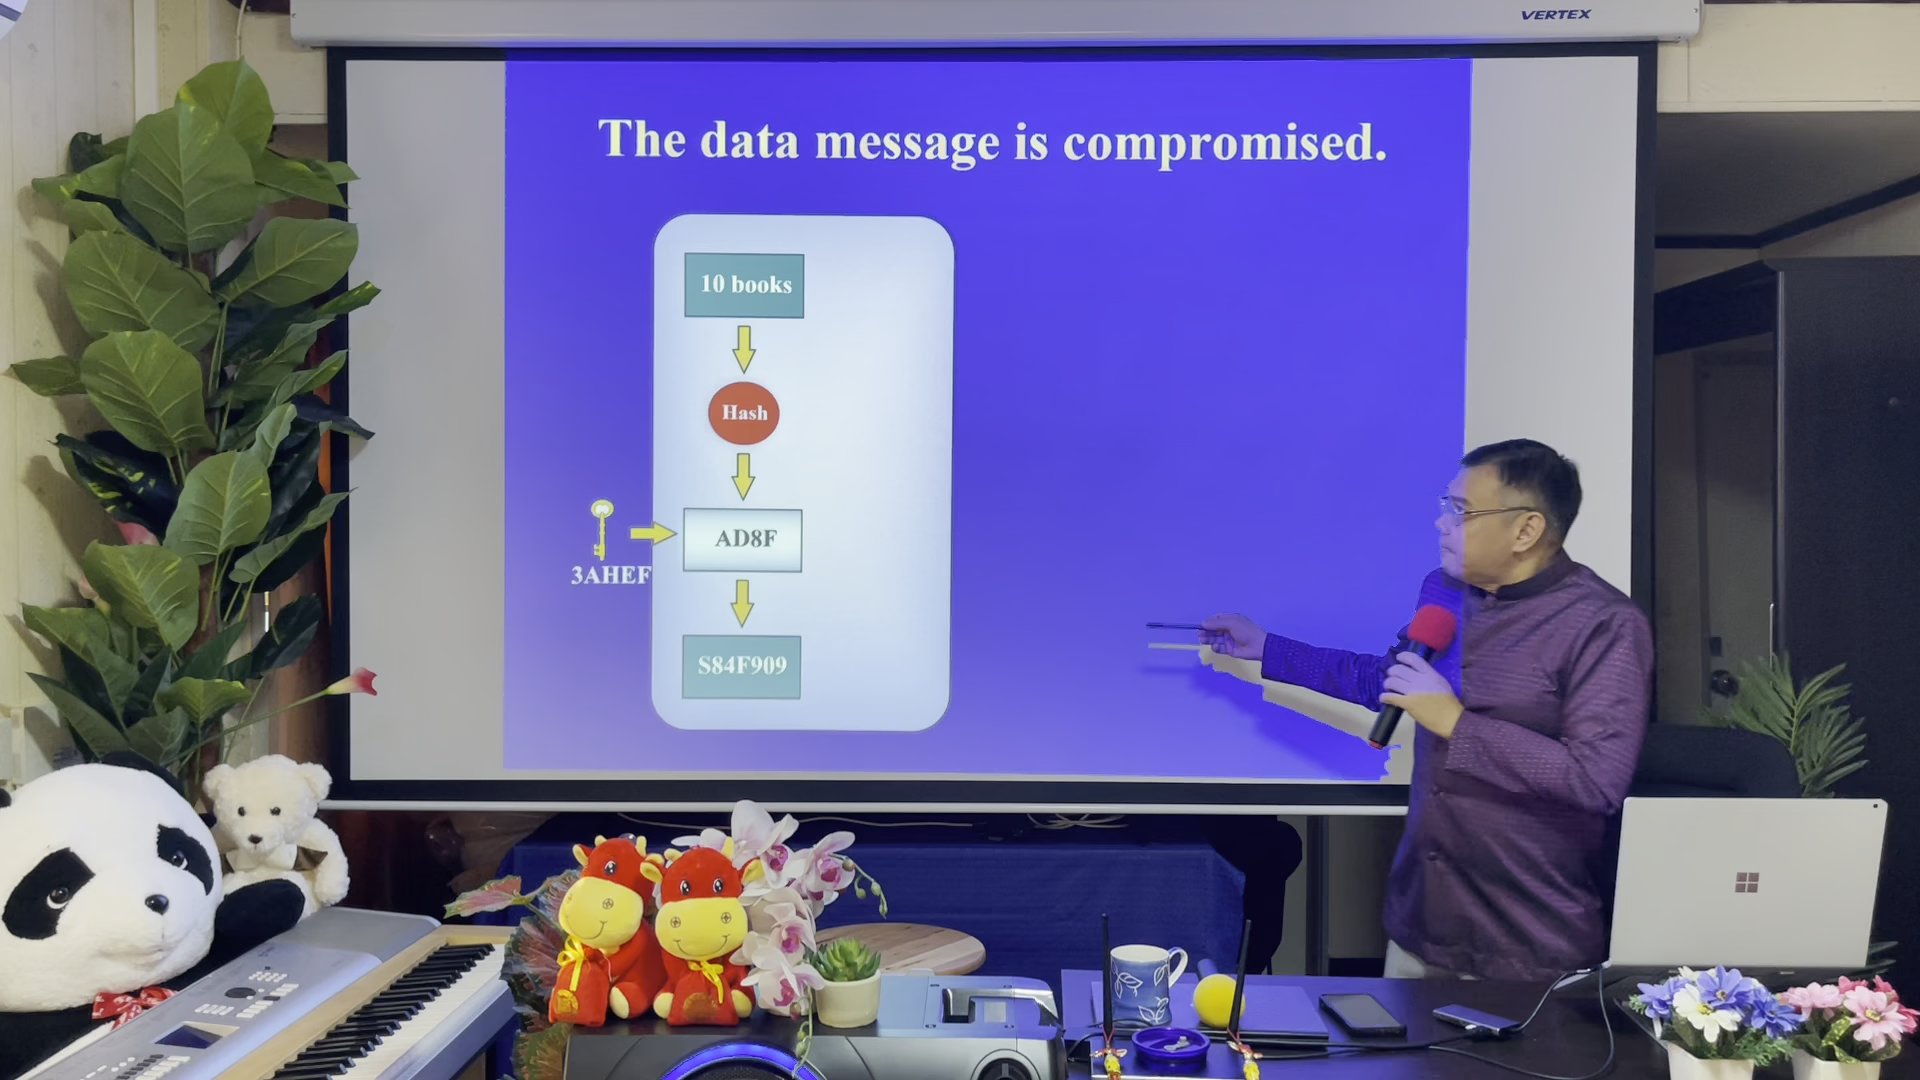 VERTEX
The data message is compromised.
10 books
Hash
AD8F
3AHEF
S84F909